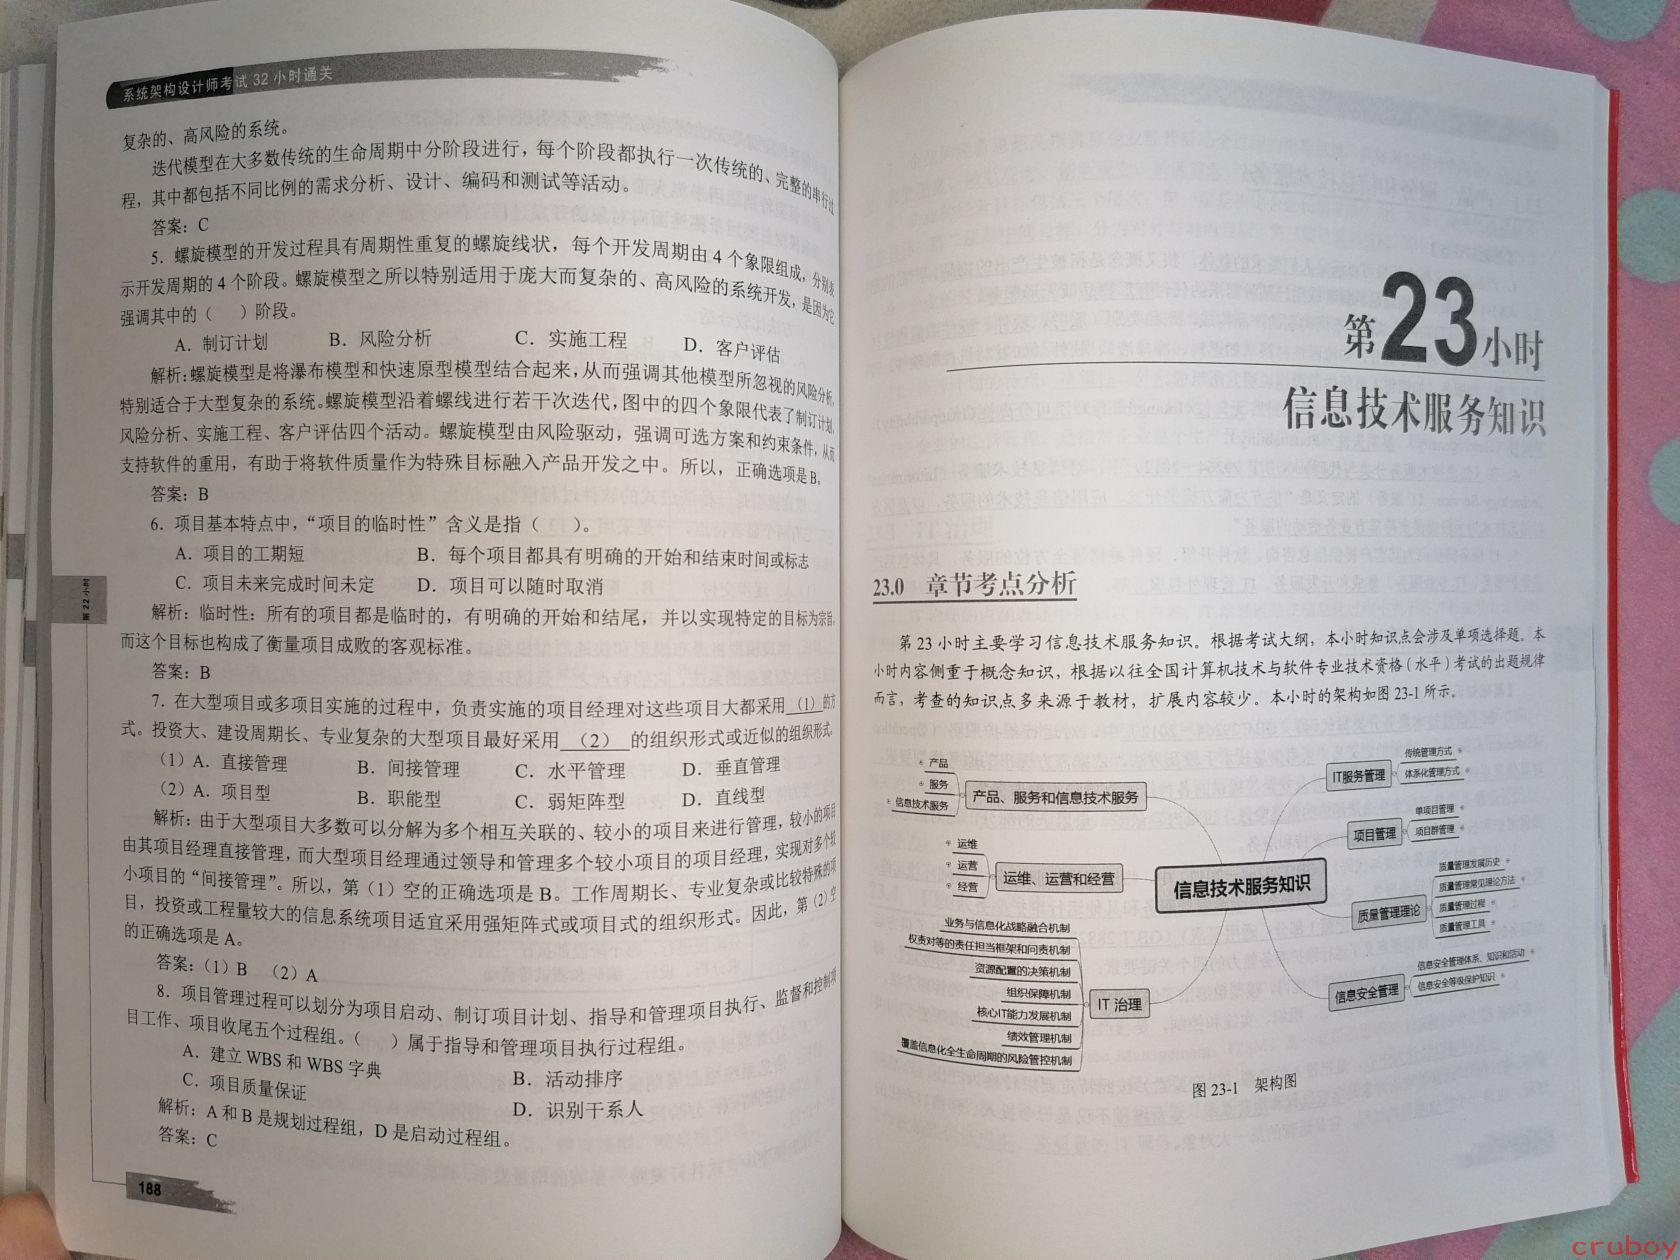 系统架构设计师考试 32 小时通关
复杂的、高风险的系统。
迭代模型在大多数传统的生命周期中分阶段进行，每个阶段都执行一次传统的、完整的串行过
程，其中都包括不同比例的需求分析、设计、编码和测试等活动。
答案：C
5．螺旋模型的开发过程具有周期性重复的螺旋线状，每个开发周期由 4 个象限组成，分别表
示开发周期的 4 个阶段。螺旋模型之所以特别适用于庞大而复杂的、高风险的系统开发，是因为它
强调其中的（　）阶段。
A．制订计划　B．风险分析　C．实施工程　D．客户评估
解析：螺旋模型是将瀑布模型和快速原型模型结合起来，从而强调其他模型所忽视的风险分析，
特别适合于大型复杂的系统。螺旋模型沿着螺线进行若干次迭代，图中的四个象限代表了制订计划、
风险分析、实施工程、客户评估四个活动。螺旋模型由风险驱动，强调可选方案和约束条件，从而
支持软件的重用，有助于将软件质量作为特殊目标融入产品开发之中。所以，正确选项是 B。
答案：B
6．项目基本特点中，“项目的临时性”含义是指（　）。
A．项目的工期短　B．每个项目都具有明确的开始和结束时间或标志
C．项目未来完成时间未定　D．项目可以随时取消
解析：临时性：所有的项目都是临时的，有明确的开始和结尾，并以实现特定的目标为宗旨，
而这个目标也构成了衡量项目成败的客观标准。
答案：B
7．在大型项目或多项目实施的过程中，负责实施的项目经理对这些项目大都采用 （1） 的方
式。投资大、建设周期长、专业复杂的大型项目最好采用 （2） 的组织形式或近似的组织形式。
（1）A．直接管理　B．间接管理　C．水平管理　D．垂直管理
（2）A．项目型　B．职能型　C．弱矩阵型　D．直线型
解析：由于大型项目大多数可以分解为多个相互关联的、较小的项目来进行管理，较小的项目
由其项目经理直接管理，而大型项目经理通过领导和管理多个较小项目的项目经理，实现对多个较
小项目的“间接管理”。所以，第（1）空的正确选项是 B。工作周期长、专业复杂或比较特殊的项
目，投资或工程量较大的信息系统项目适宜采用强矩阵式或项目式的组织形式。因此，第（2）空
的正确选项是 A。
答案：（1）B　（2）A
8．项目管理过程可以划分为项目启动、制订项目计划、指导和管理项目执行、监督和控制项
目工作、项目收尾五个过程组。（　）属于指导和管理项目执行过程组。
A．建立 WBS 和 WBS 字典　B．活动排序
C．项目质量保证　D．识别干系人
解析：A 和 B 是规划过程组，D 是启动过程组。
答案：C
第 22 小时
188
第23小时
信息技术服务知识
23.0　章节考点分析
第 23 小时主要学习信息技术服务知识。根据考试大纲，本小时知识点会涉及单项选择题。本
小时内容侧重于概念知识，根据以往全国计算机技术与软件专业技术资格（水平）考试的出题规律
而言，考查的知识点多来源于教材，扩展内容较少。本小时的架构如图 23-1 所示。
产品
服务
信息技术服务
产品、服务和信息技术服务
运维
运营
经营
运维、运营和经营
业务与信息化战略融合机制
权责对等的责任担当框架和问责机制
资源配置的决策机制
组织保障机制
核心IT能力发展机制
绩效管理机制
覆盖信息化全生命周期的风险管控机制
IT 治理
信息技术服务知识
IT服务管理
传统管理方式
体系化管理方式
项目管理
单项目管理
项目群管理
质量管理理论
质量管理发展历史
质量管理常见理论方法
质量管理过程
质量管理工具
信息安全管理
信息安全管理体系、知识和活动
信息安全等级保护知识
图 23-1　架构图
cruboy